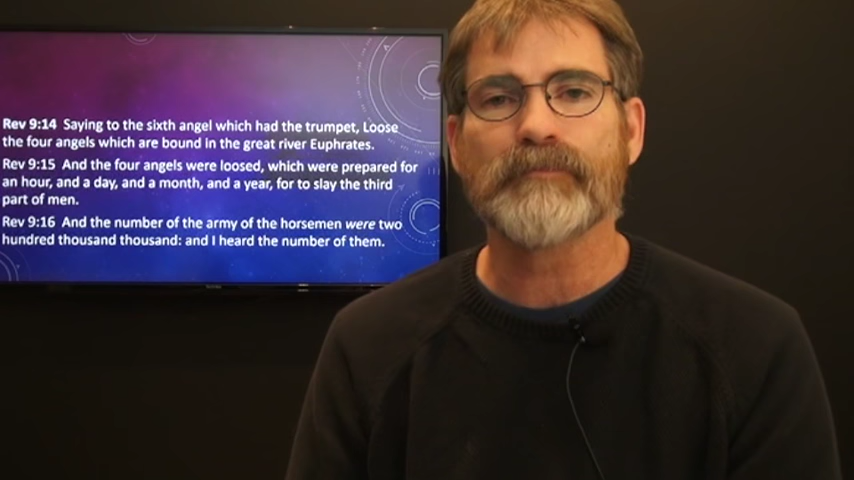 Rev 9:14 Saying to the sixth angel which had the trumpet, Loose
the four angels which are bound in the great river Euphrates.
Rev 9:15 And the four angels were loosed, which were prepared for
an hour, and a day, and a month, and a year, for to slay the third
part of men.
Rev 9:16 And the number of the army of the horsemen were two
hundred thousand thousand: and I heard the number of them.